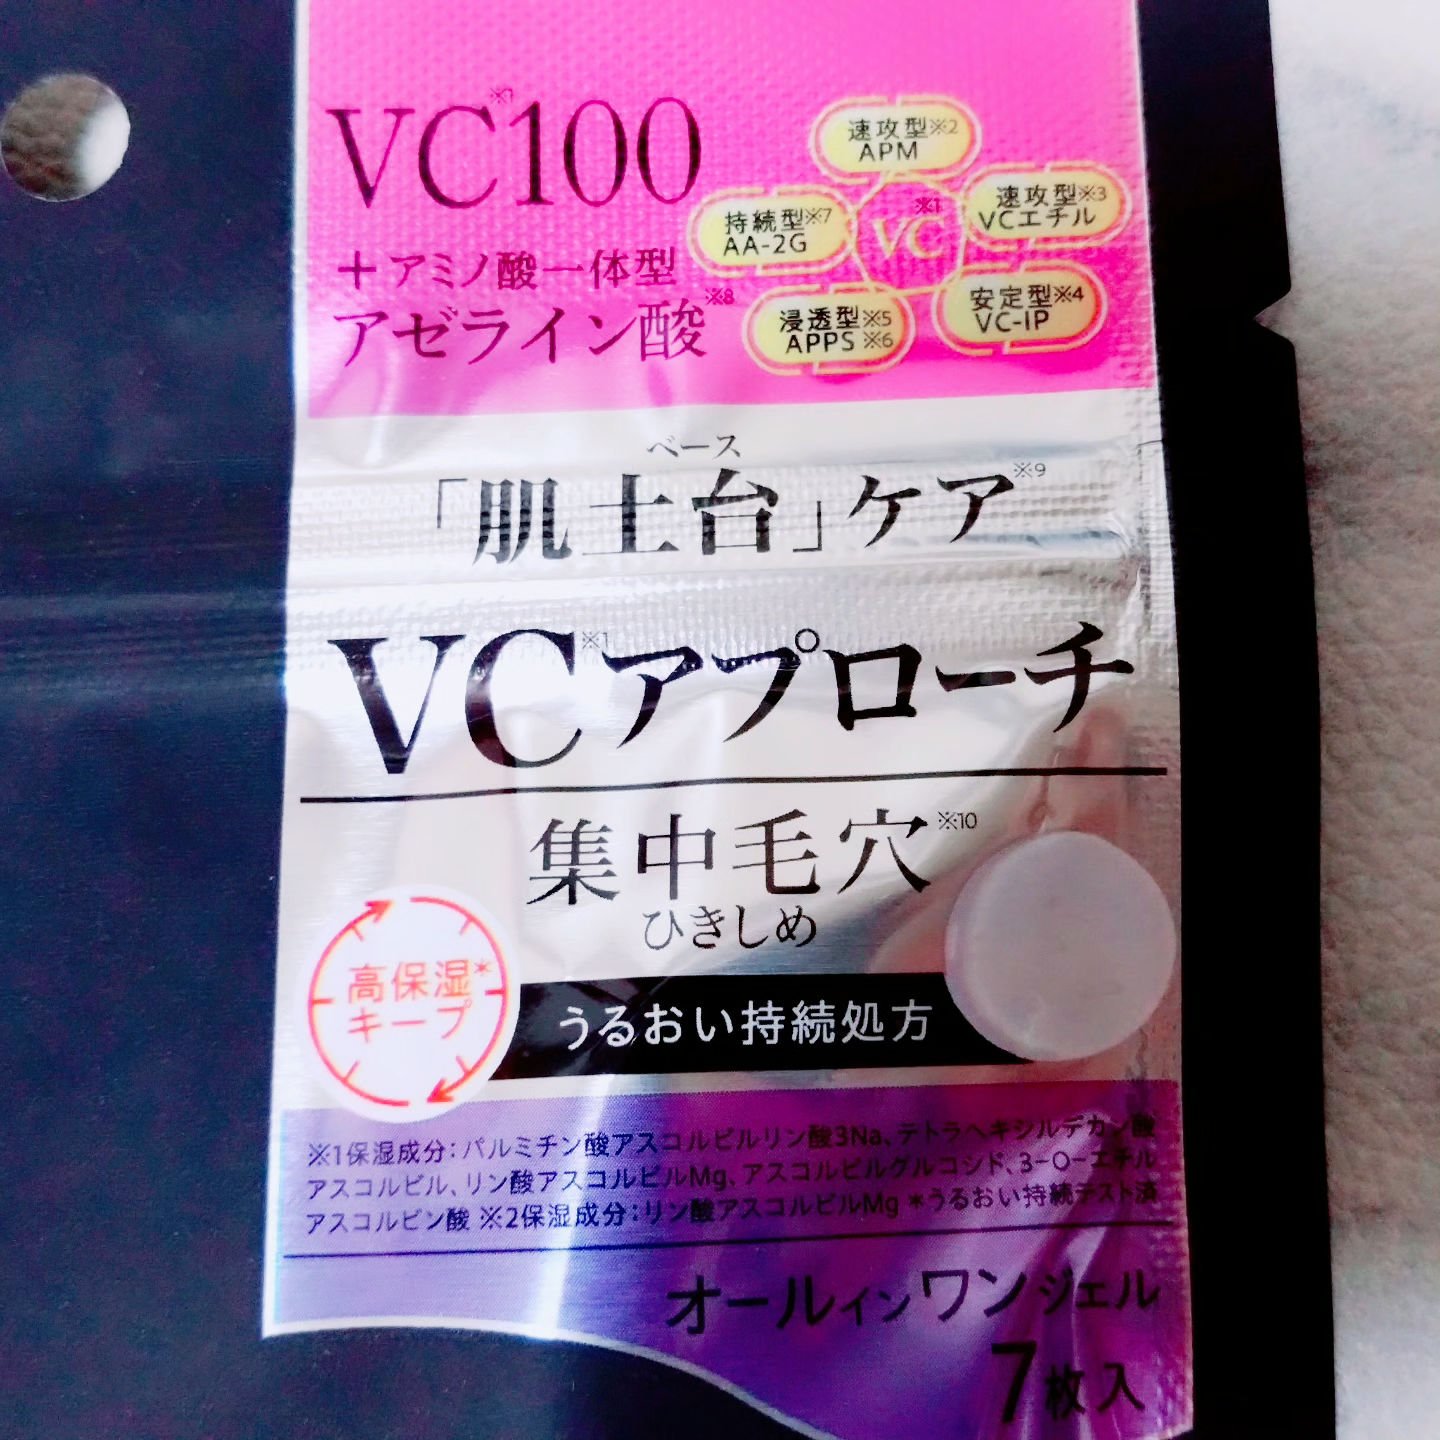 VC※1100
＋アミノ酸一体型
アゼライン酸※8
速攻型※2
APM
速攻型※3
VCエチル
持続型※7
AA-2G
VC※1
安定型※4
VC-IP
浸透型※5
APPS※6
ベース
「肌土台」ケア※9
VC※1アプローチ
集中毛穴※10
ひきしめ
高保湿*
キープ
うるおい持続処方
※1保湿成分：パルミチン酸アスコルビルリン酸3Na、テトラヘキシルデカン酸
アスコルビル、リン酸アスコルビルMg、アスコルビルグルコシド、3-O-エチル
アスコルビン酸 ※2保湿成分：リン酸アスコルビルMg *うるおい持続テスト済
オールインワンジェル
7枚入